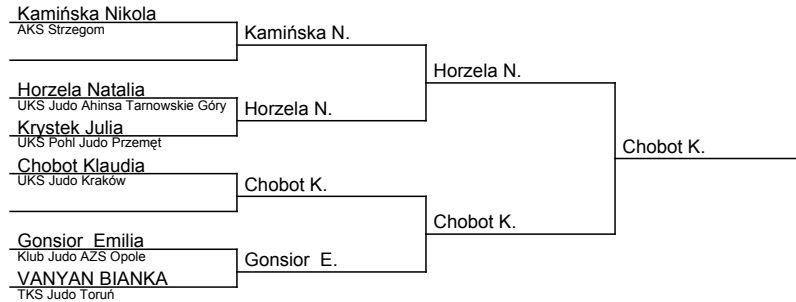 Kamińska Nikola
AKS Strzegom
Kamińska N.
Horzela N.
Horzela Natalia
UKS Judo Ahinsa Tarnowskie Góry
Horzela N.
Krystek Julia
UKS Pohl Judo Przemęt
Chobot K.
Chobot Klaudia
UKS Judo Kraków
Chobot K.
Chobot K.
Gonsior  Emilia
Klub Judo AZS Opole
Gonsior  E.
VANYAN BIANKA
TKS Judo Toruń